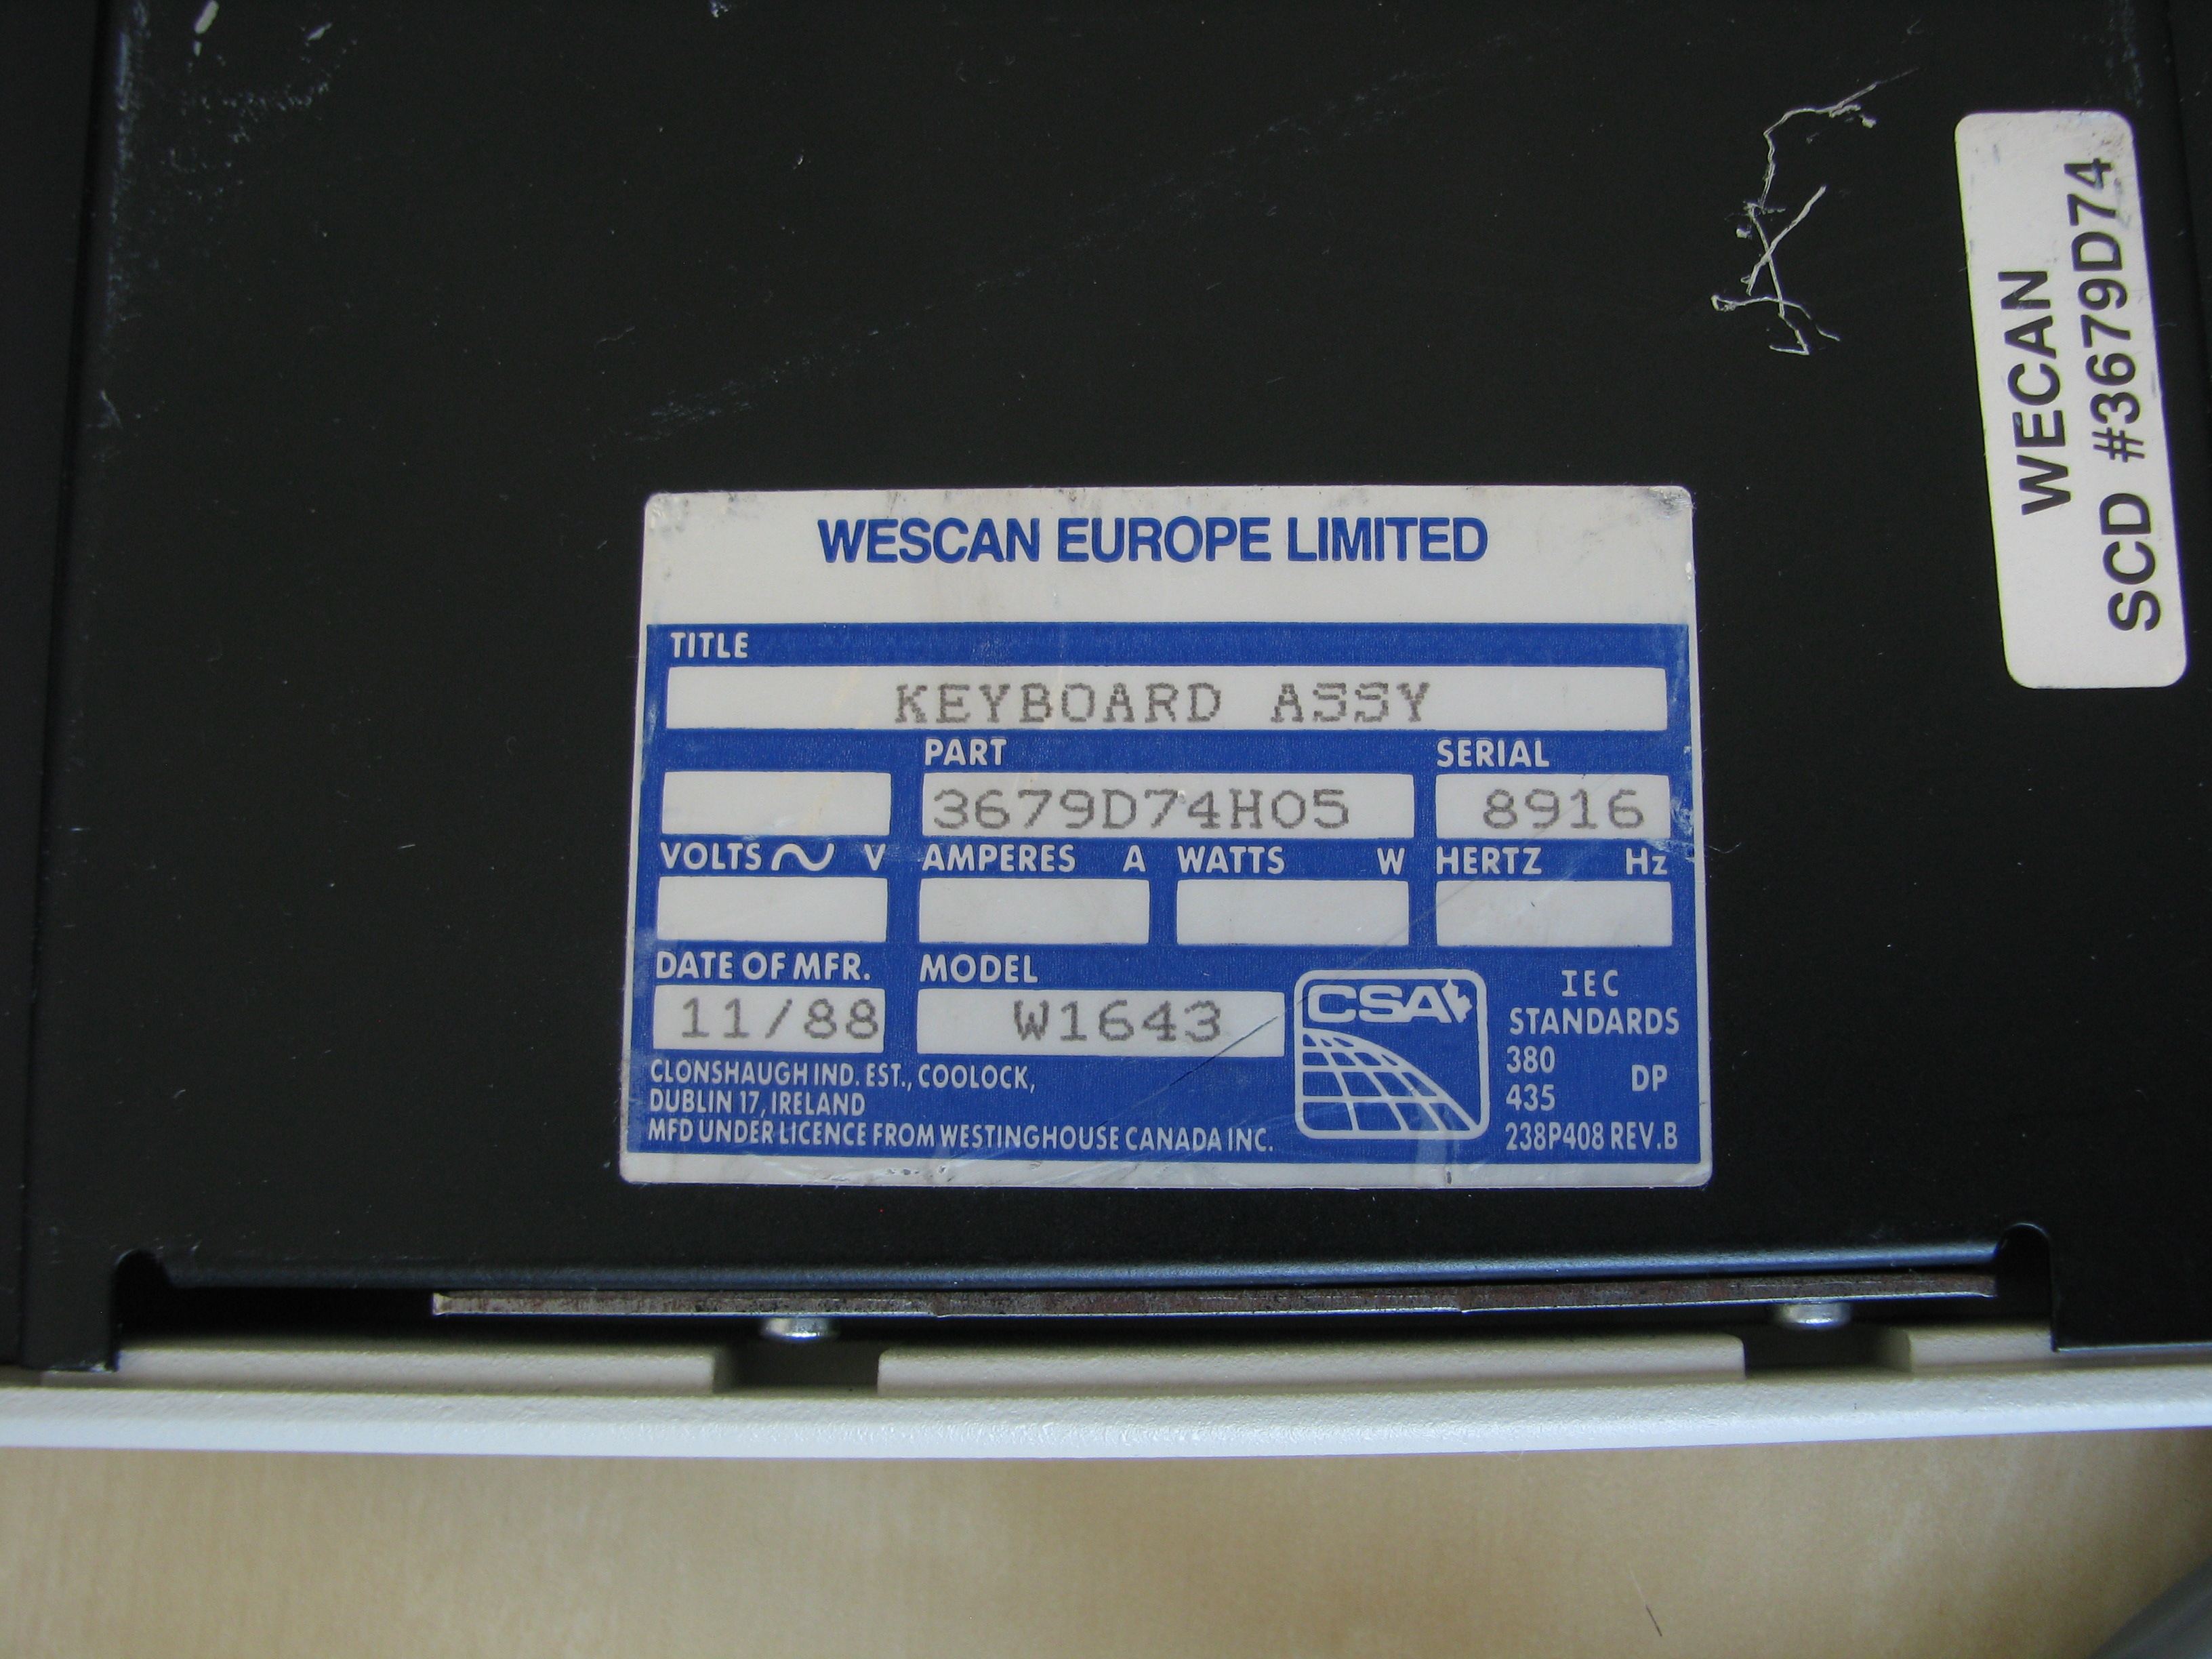 WESCAN EUROPE LIMITED
TITLE
KEYBOARD ASSY
PART SERIAL
3679D74H05 8916
VOLTS V AMPERES A WATTS W HERTZ Hz
DATE OF MFR. MODEL
11/88 W1643
CSA
IEC
STANDARDS
380
435
DP
238P408 REV.B
CLONSHAUGH IND. EST., COOLOCK,
DUBLIN 17, IRELAND
MFD UNDER LICENCE FROM WESTINGHOUSE CANADA INC.
WECAN
SCD #3679D74